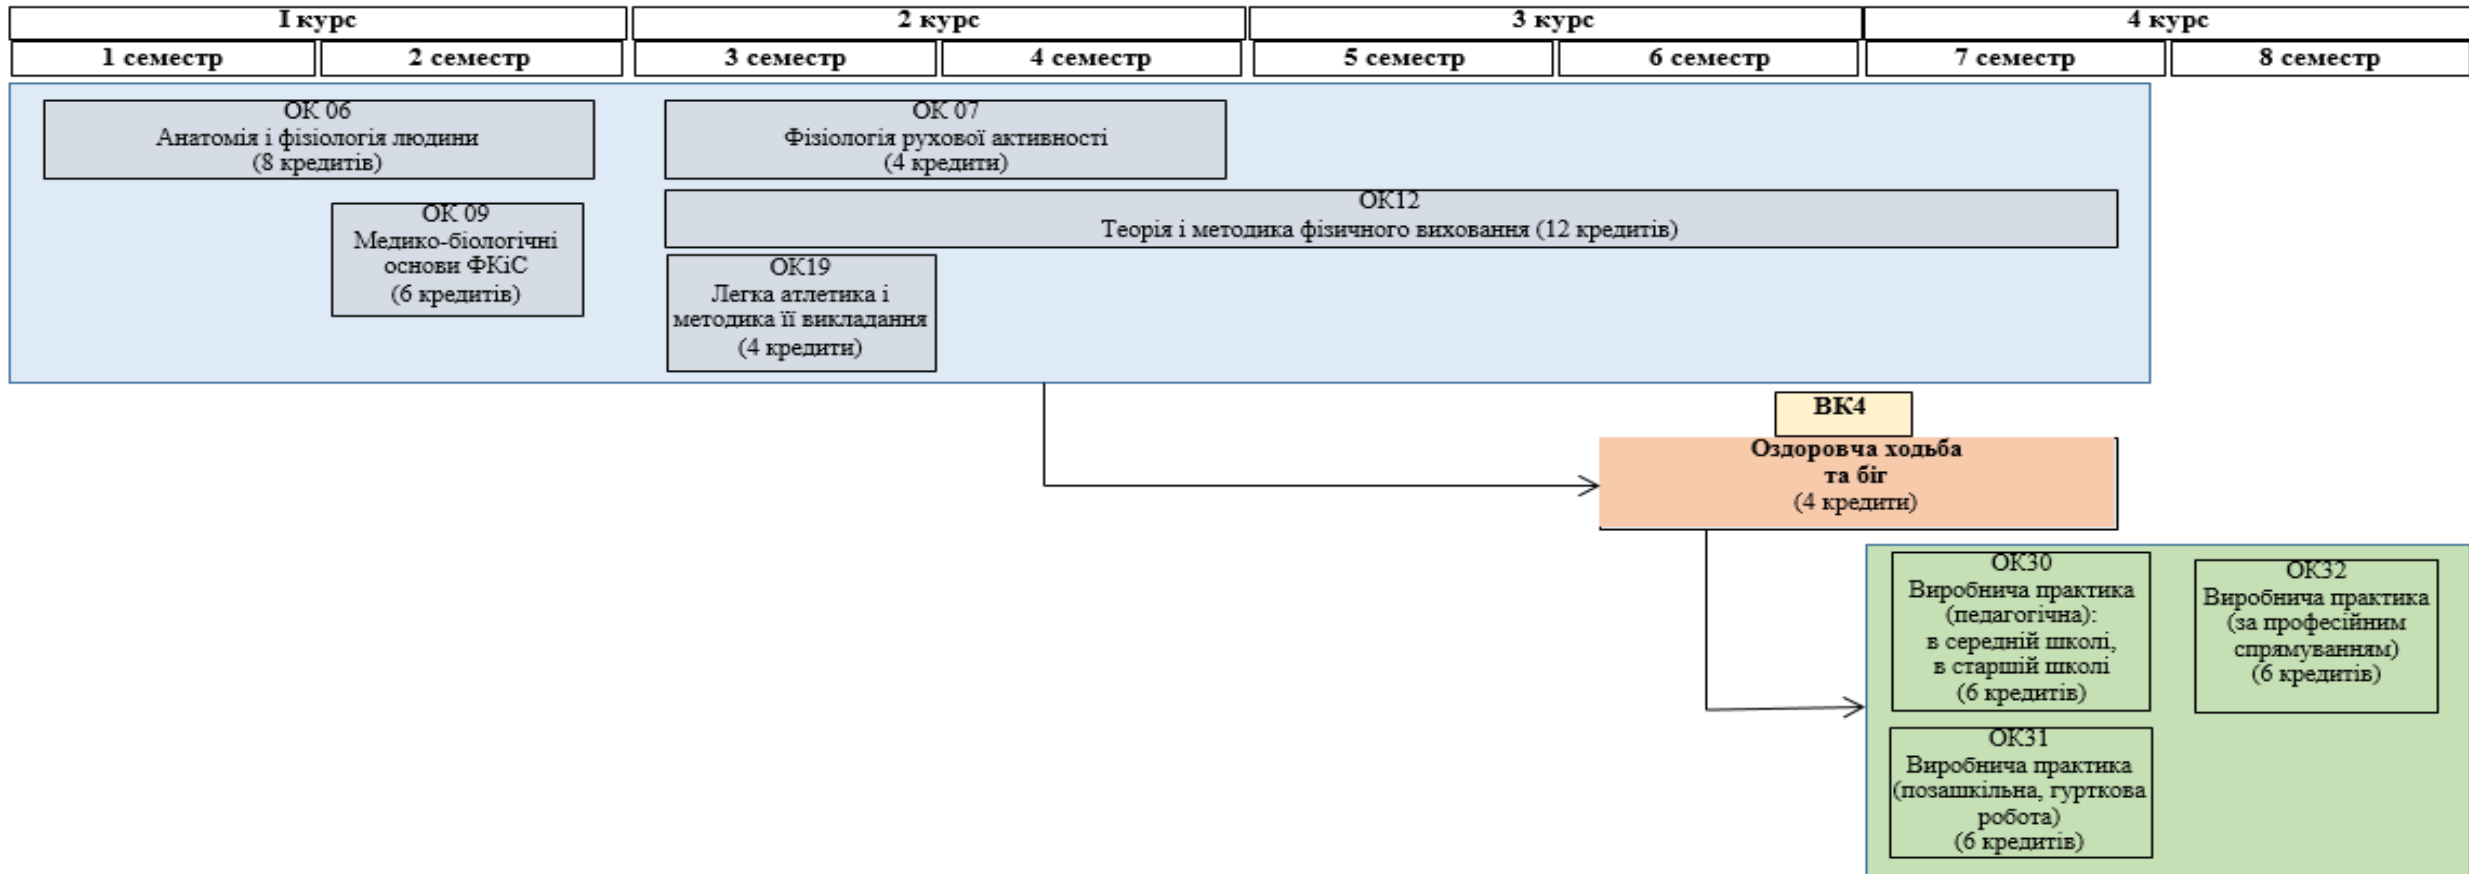 I курс
2 курс
3 курс
4 курс
1 семестр
2 семестр
3 семестр
4 семестр
5 семестр
6 семестр
7 семестр
8 семестр
ОК 06
Анатомія і фізіологія людини
(8 кредитів)
ОК 07
Фізіологія рухової активності
(4 кредити)
ОК 09
Медико-біологічні
основи ФКіС
(6 кредитів)
ОК12
Теорія і методика фізичного виховання (12 кредитів)
ОК19
Легка атлетика і
методика її викладання
(4 кредити)
ВК4
Оздоровча ходьба
та біг
(4 кредити)
ОК30
Виробнича практика
(педагогічна):
в середній школі,
в старшій школі
(6 кредитів)
ОК32
Виробнича практика
(за професійним
спрямуванням)
(6 кредитів)
ОК31
Виробнича практика
(позашкільна, гурткова
робота)
(6 кредитів)